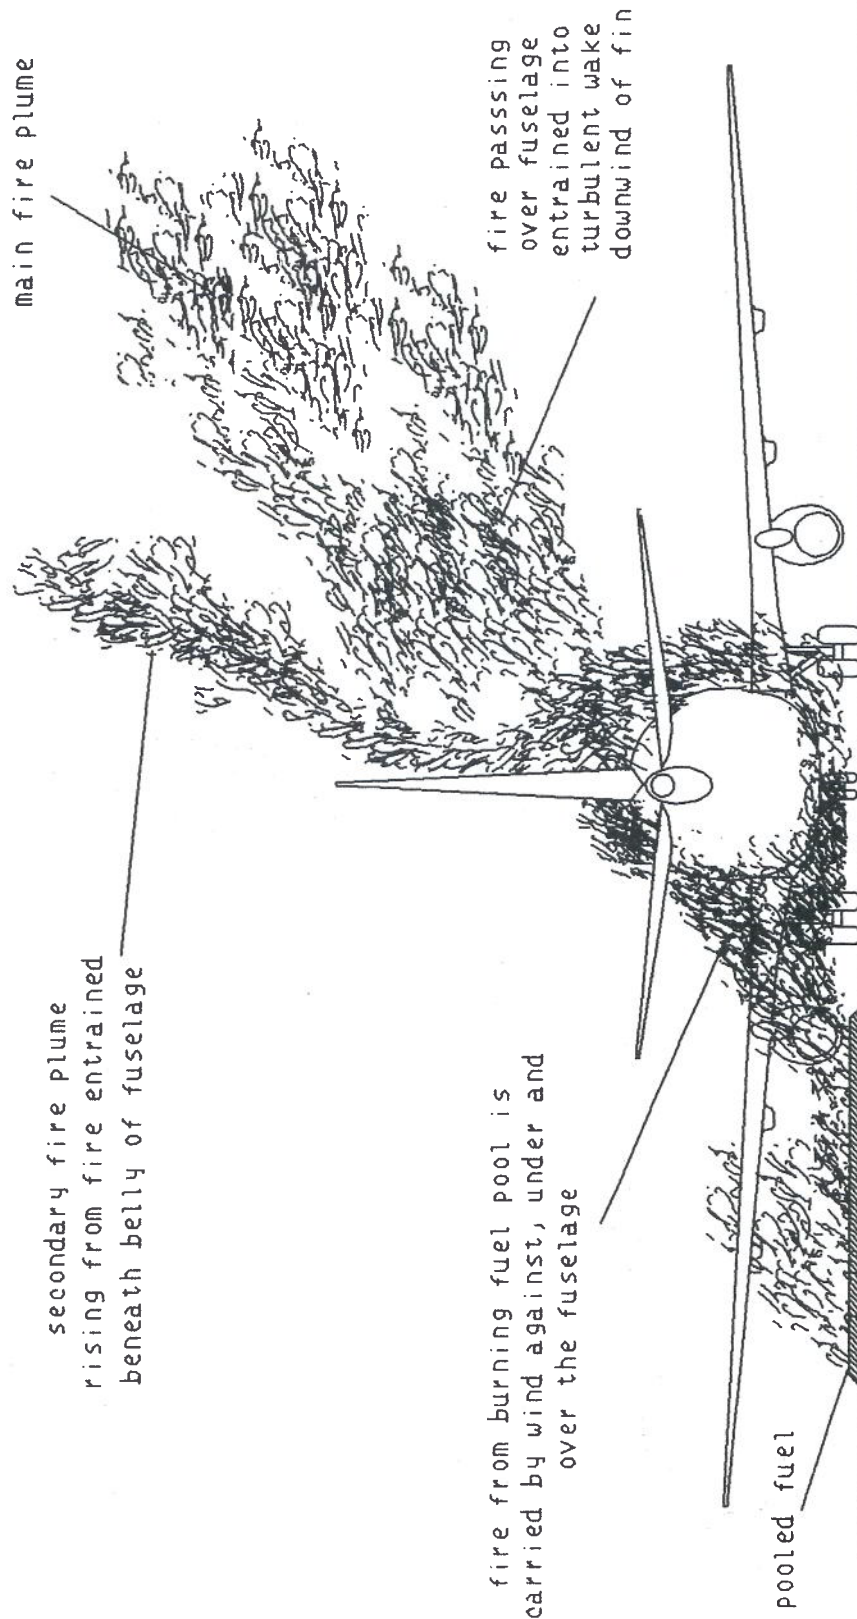 secondary fire plume
rising from fire entrained
beneath belly of fuselage
main fire plume
fire from burning fuel pool is
carried by wind against, under and
over the fuselage
fire passsing
over fuselage
entrained into
turbulent wake
downwind of fin
pooled fuel